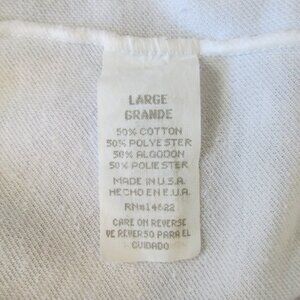 LARGE
GRANDE
50% COTTON
50% POLYESTER
50% ALGODON
50% POLIESTER
MADE IN U.S.A.
HECHO EN E.U.A.
RN#14622
CARE ON REVERSE
VE REVERSO PARA EL
CUIDADO